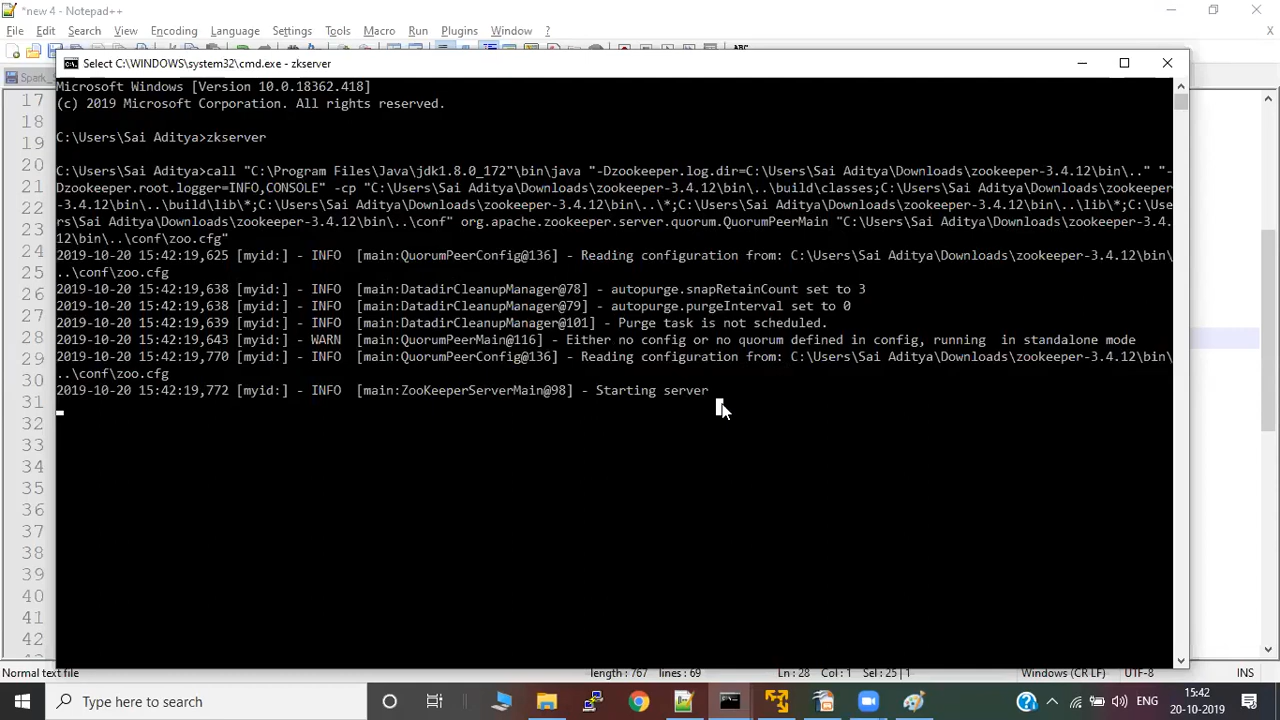 *new 4 - Notepad++
File Edit Search View Encoding Language Settings Tools Macro Run Plugins Window ?
Select C:\WINDOWS\system32\cmd.exe - zkserver
Microsoft Windows [Version 10.0.18362.418]
(c) 2019 Microsoft Corporation. All rights reserved.
C:\Users\Sai Aditya>zkserver
C:\Users\Sai Aditya>call "C:\Program Files\Java\jdk1.8.0_172"\bin\java "-Dzookeeper.log.dir=C:\Users\Sai Aditya\Downloads\zookeeper-3.4.12\bin\.." "-
Dzookeeper.root.logger=INFO,CONSOLE" -cp "C:\Users\Sai Aditya\Downloads\zookeeper-3.4.12\bin\..\build\classes;C:\Users\Sai Aditya\Downloads\zookeeper
-3.4.12\bin\..\build\lib\*;C:\Users\Sai Aditya\Downloads\zookeeper-3.4.12\bin\..\*;C:\Users\Sai Aditya\Downloads\zookeeper-3.4.12\bin\..\lib\*;C:\Use
rs\Sai Aditya\Downloads\zookeeper-3.4.12\bin\..\conf" org.apache.zookeeper.server.quorum.QuorumPeerMain "C:\Users\Sai Aditya\Downloads\zookeeper-3.4.
12\bin\..\conf\zoo.cfg"
2019-10-20 15:42:19,625 [myid:] - INFO  [main:QuorumPeerConfig@136] - Reading configuration from: C:\Users\Sai Aditya\Downloads\zookeeper-3.4.12\bin\
..\conf\zoo.cfg
2019-10-20 15:42:19,638 [myid:] - INFO  [main:DatadirCleanupManager@78] - autopurge.snapRetainCount set to 3
2019-10-20 15:42:19,638 [myid:] - INFO  [main:DatadirCleanupManager@79] - autopurge.purgeInterval set to 0
2019-10-20 15:42:19,639 [myid:] - INFO  [main:DatadirCleanupManager@101] - Purge task is not scheduled.
2019-10-20 15:42:19,643 [myid:] - WARN  [main:QuorumPeerMain@116] - Either no config or no quorum defined in config, running  in standalone mode
2019-10-20 15:42:19,770 [myid:] - INFO  [main:QuorumPeerConfig@136] - Reading configuration from: C:\Users\Sai Aditya\Downloads\zookeeper-3.4.12\bin\
..\conf\zoo.cfg
2019-10-20 15:42:19,772 [myid:] - INFO  [main:ZooKeeperServerMain@98] - Starting server
17
18
19
20
21
22
23
24
25
26
27
28
29
30
31
32
33
34
35
36
37
38
39
40
41
42
Normal text file length : 767 lines : 69 Ln : 28 Col : 1 Sel : 25 | 1 Windows (CR LF) UTF-8 INS
Type here to search
ENG
15:42
20-10-2019